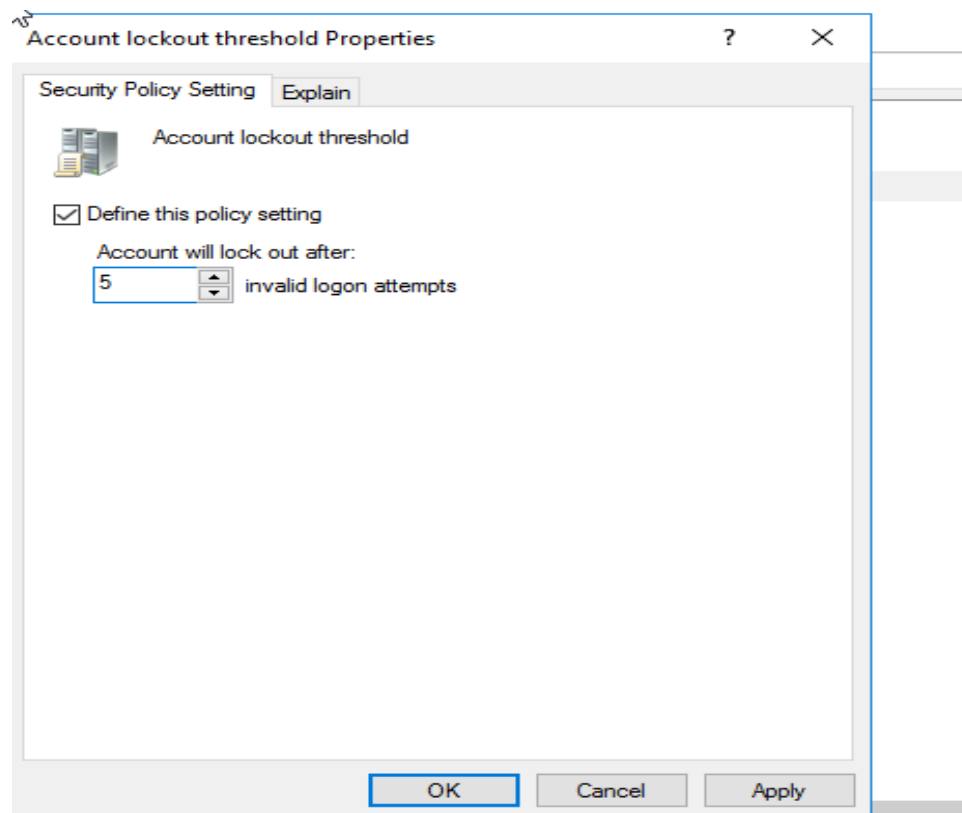 Account lockout threshold Properties ?
Security Policy Setting Explain
Account lockout threshold
Define this policy setting
Account will lock out after:
5 invalid logon attempts
OK Cancel Apply